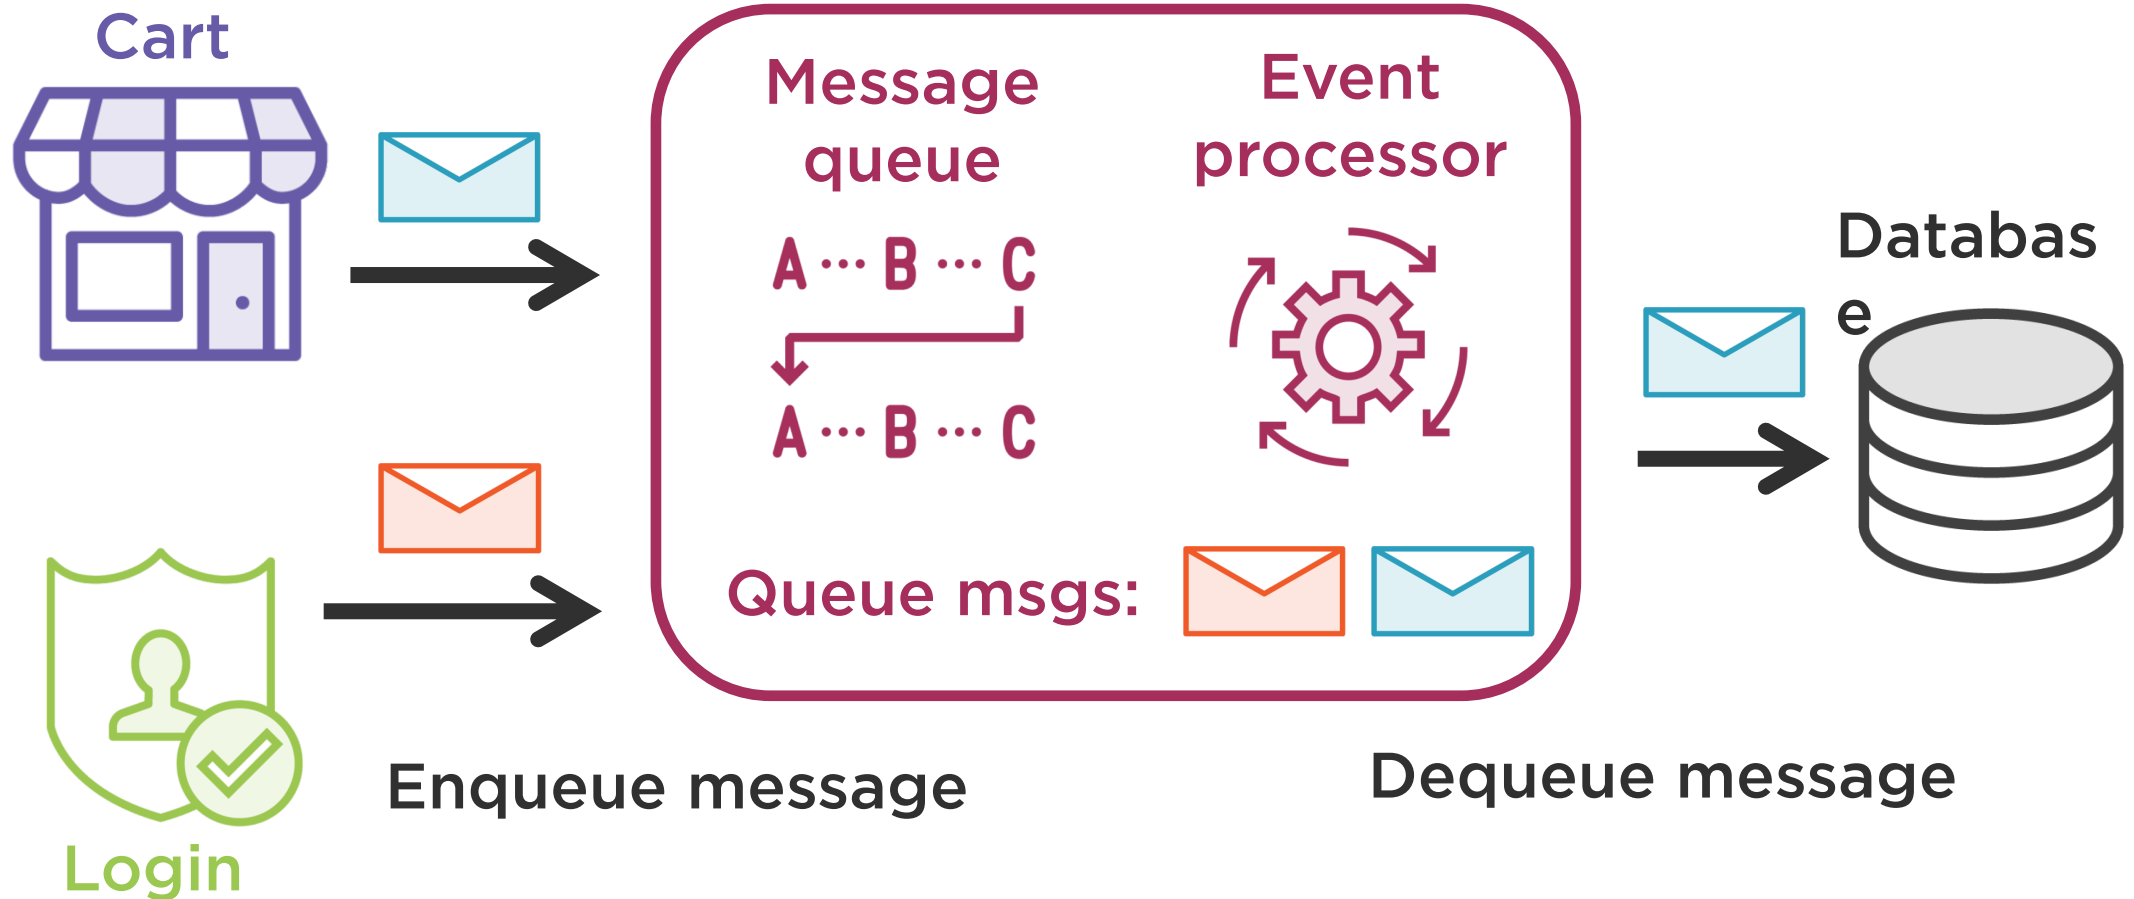 Cart
Message
queue
Event
processor
A ... B ... C
A ... B ... C
Databas
e
Queue msgs:
Enqueue message
Dequeue message
Login